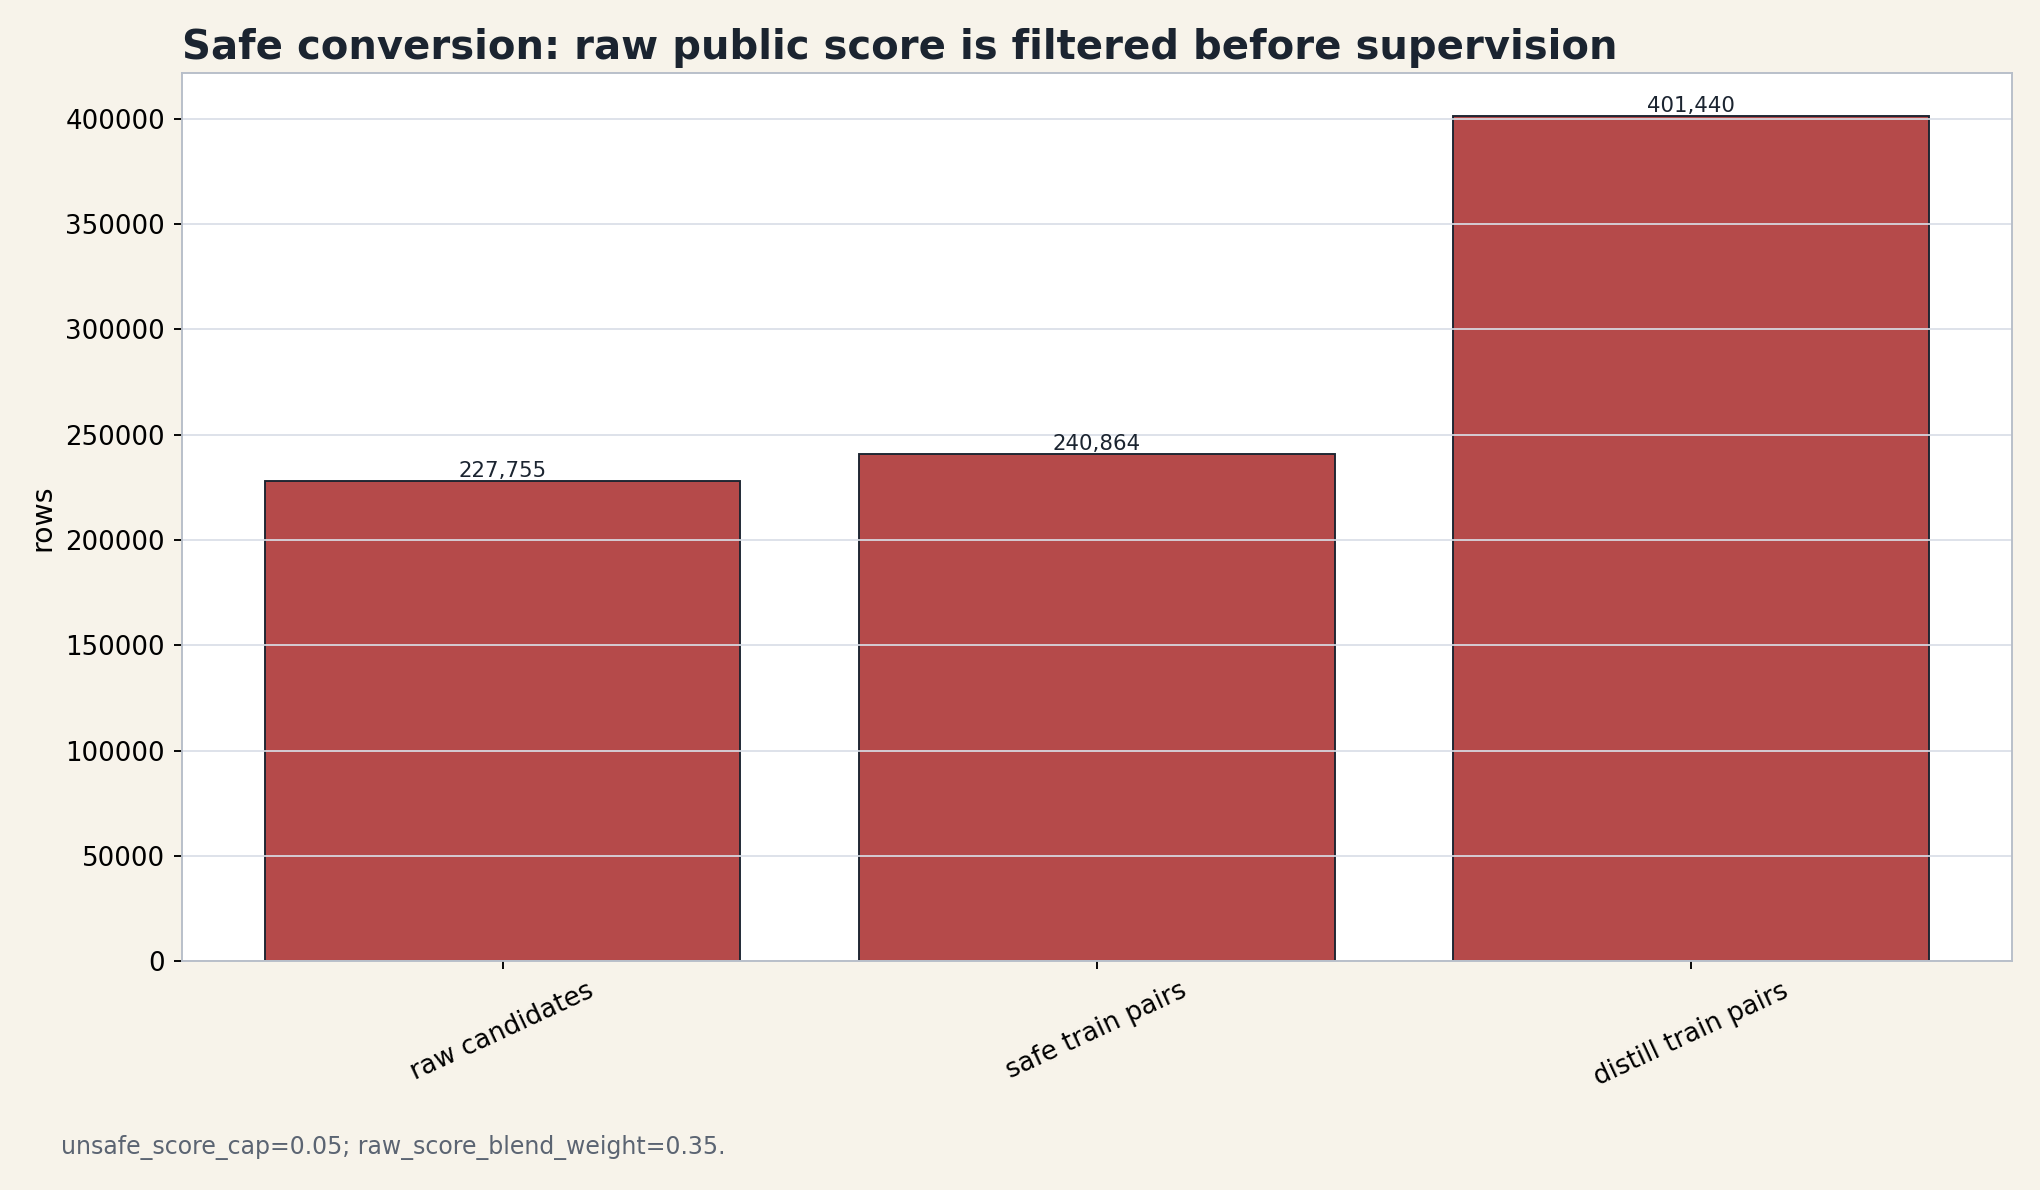 Safe conversion: raw public score is filtered before supervision
401,440
400000
350000
300000
250000
240,864
227,755
rows
200000
150000
100000
50000
0
raw candidates
safe train pairs
distill train pairs
unsafe_score_cap=0.05; raw_score_blend_weight=0.35.